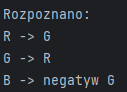 Rozpoznano:
R -> G
G -> R
B -> negatyw G